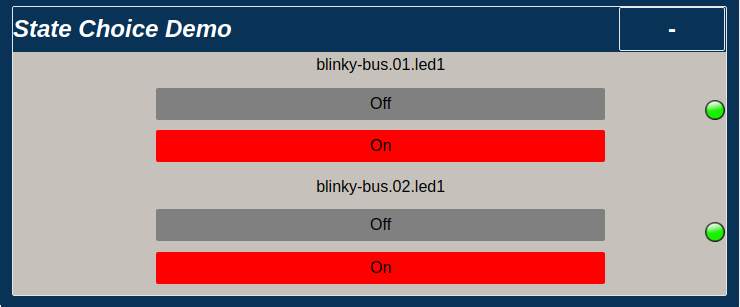 State Choice Demo
-
blinky-bus.01.led1
Off
On
blinky-bus.02.led1
Off
On